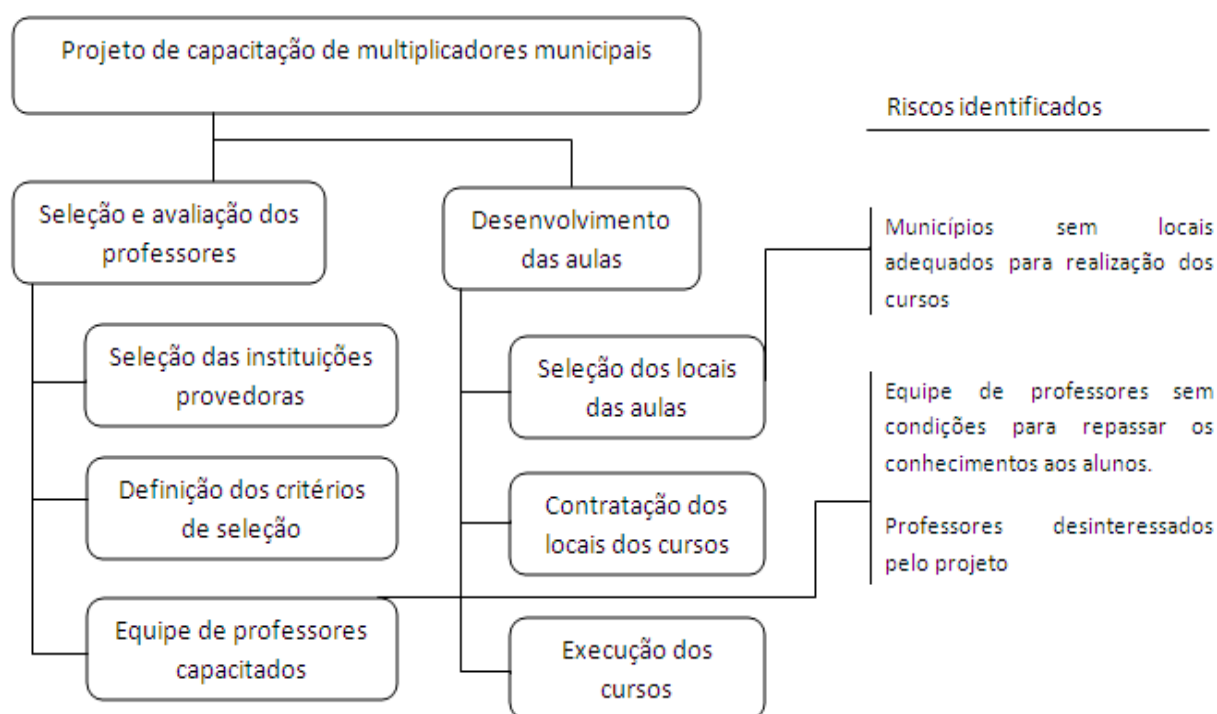 Projeto de capacitação de multiplicadores municipais
Riscos identificados
Seleção e avaliação dos
professores
Desenvolvimento
das aulas
Municípios sem locais
adequados para realização dos
cursos
Seleção das instituições
provedoras
Seleção dos locais
das aulas
Equipe de professores sem
condições para repassar os
conhecimentos aos alunos.
Definição dos critérios
de seleção
Contratação dos
locais dos cursos
Professores desinteressados
pelo projeto
Equipe de professores
capacitados
Execução dos
cursos